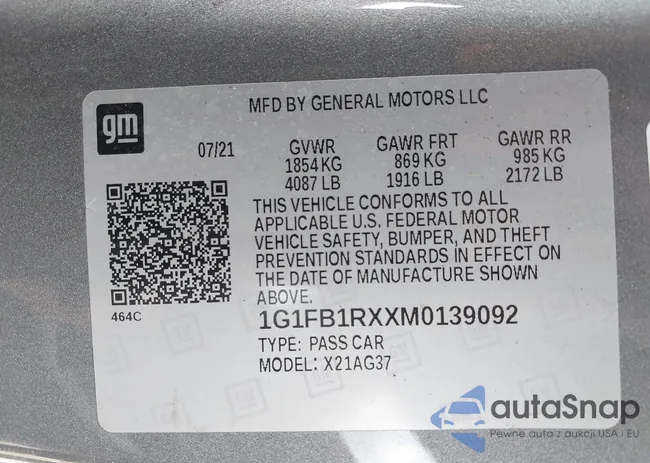 gm
MFD BY GENERAL MOTORS LLC
07/21
GVWR GAWR FRT GAWR RR
1854 KG 869 KG 985 KG
4087 LB 1916 LB 2172 LB
THIS VEHICLE CONFORMS TO ALL
APPLICABLE U.S. FEDERAL MOTOR
VEHICLE SAFETY, BUMPER, AND THEFT
PREVENTION STANDARDS IN EFFECT ON
THE DATE OF MANUFACTURE SHOWN
ABOVE.
464C
1G1FB1RXXM0139092
TYPE: PASS CAR
MODEL: X21AG37
autaSnap
Pewne auta z aukcji USA i EU